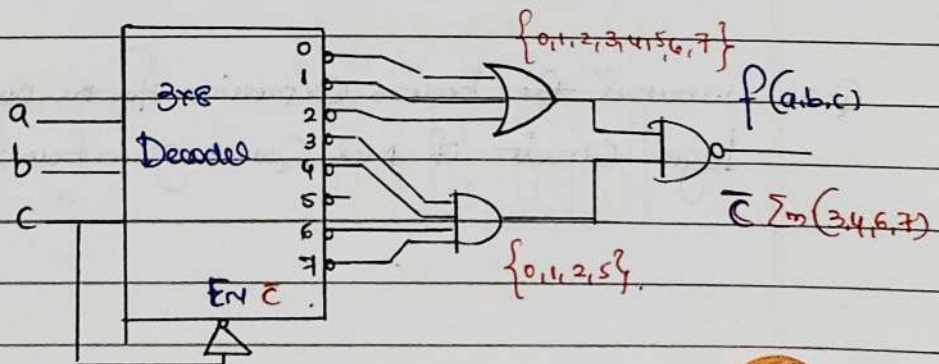 {0,1,2,3,4,5,6,7}
0
1
2
3
4
5
6
7
3x8
Decoder
a
b
c
EN c̅
f(a,b,c)
{0,1,2,5}
c̅ Σm(3,4,6,7)